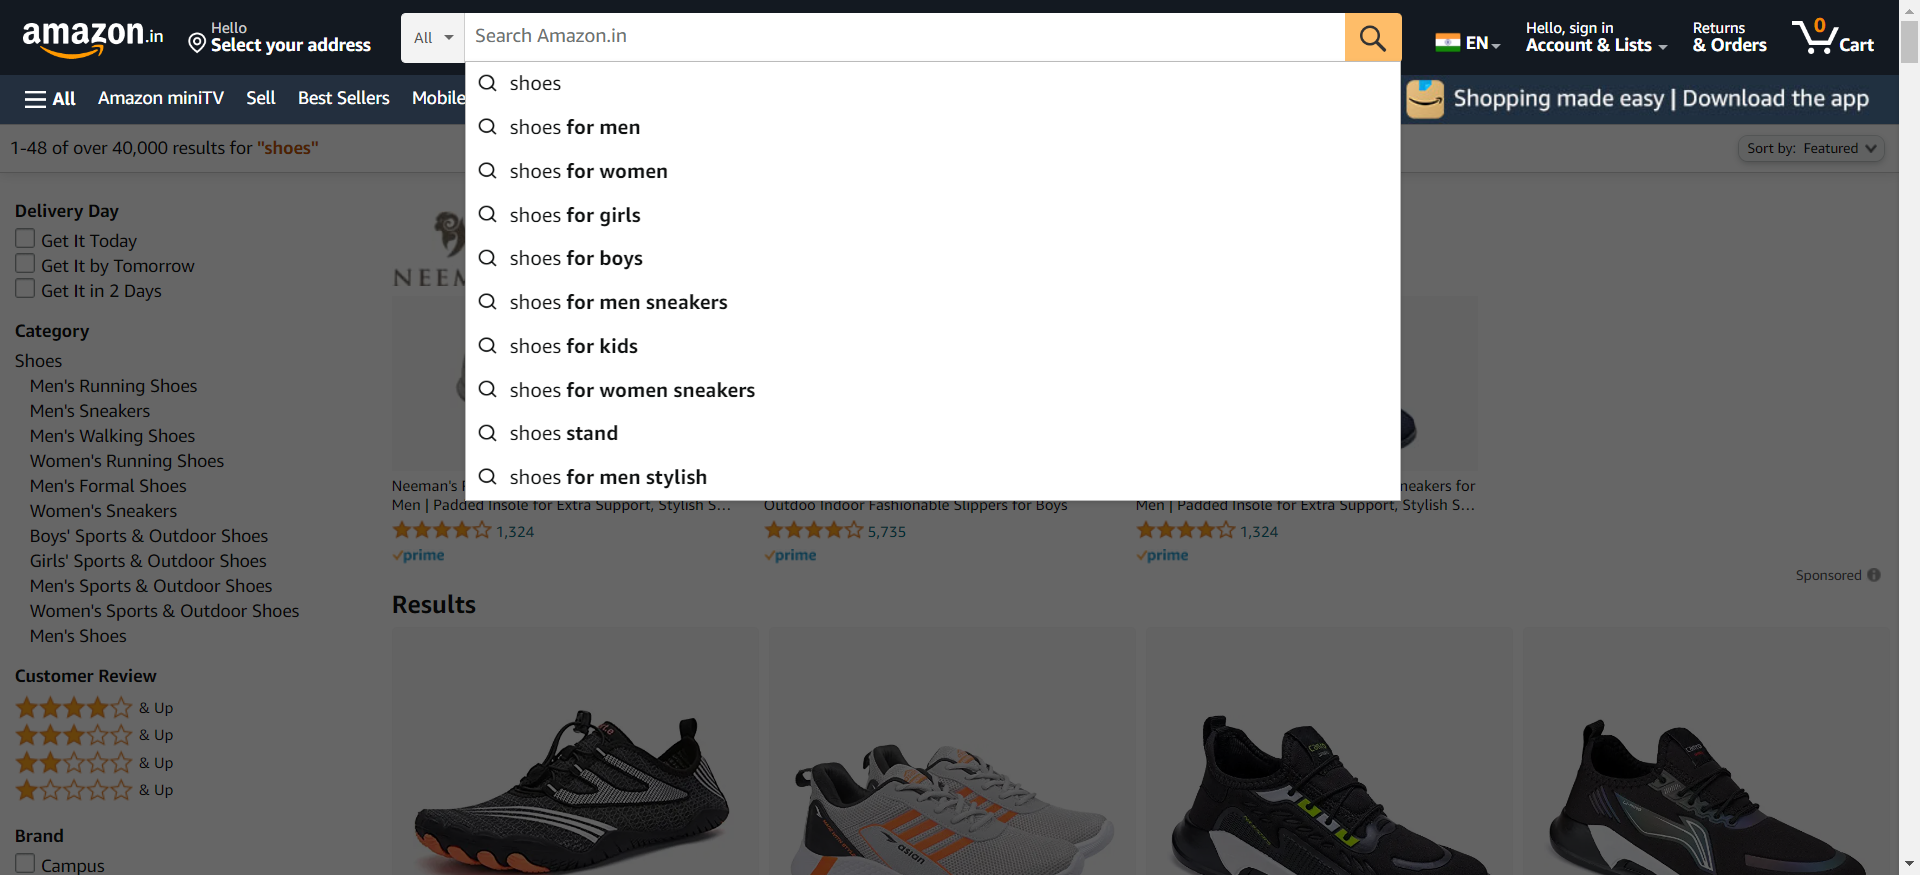 amazon.in
Hello
Select your address
All
Search Amazon.in
EN
Hello, sign in
Account & Lists
Returns
& Orders
0
Cart
All
Amazon miniTV
Sell
Best Sellers
Mobile
Shopping made easy | Download the app
1-48 of over 40,000 results for "shoes"
Sort by: Featured
shoes
shoes for men
shoes for women
shoes for girls
shoes for boys
shoes for men sneakers
shoes for kids
shoes for women sneakers
shoes stand
shoes for men stylish
Delivery Day
Get It Today
Get It by Tomorrow
Get It in 2 Days
Category
Shoes
Men's Running Shoes
Men's Sneakers
Men's Walking Shoes
Women's Running Shoes
Men's Formal Shoes
Women's Sneakers
Boys' Sports & Outdoor Shoes
Girls' Sports & Outdoor Shoes
Men's Sports & Outdoor Shoes
Women's Sports & Outdoor Shoes
Men's Shoes
Customer Review
& Up
& Up
& Up
& Up
Brand
Campus
NEEM
Neeman's
Men | Padded Insole for Extra Support, Stylish S...
1,324
prime
Outdoo Indoor Fashionable Slippers for Boys
5,735
prime
neakers for
Men | Padded Insole for Extra Support, Stylish S...
1,324
prime
Sponsored
Results
asian